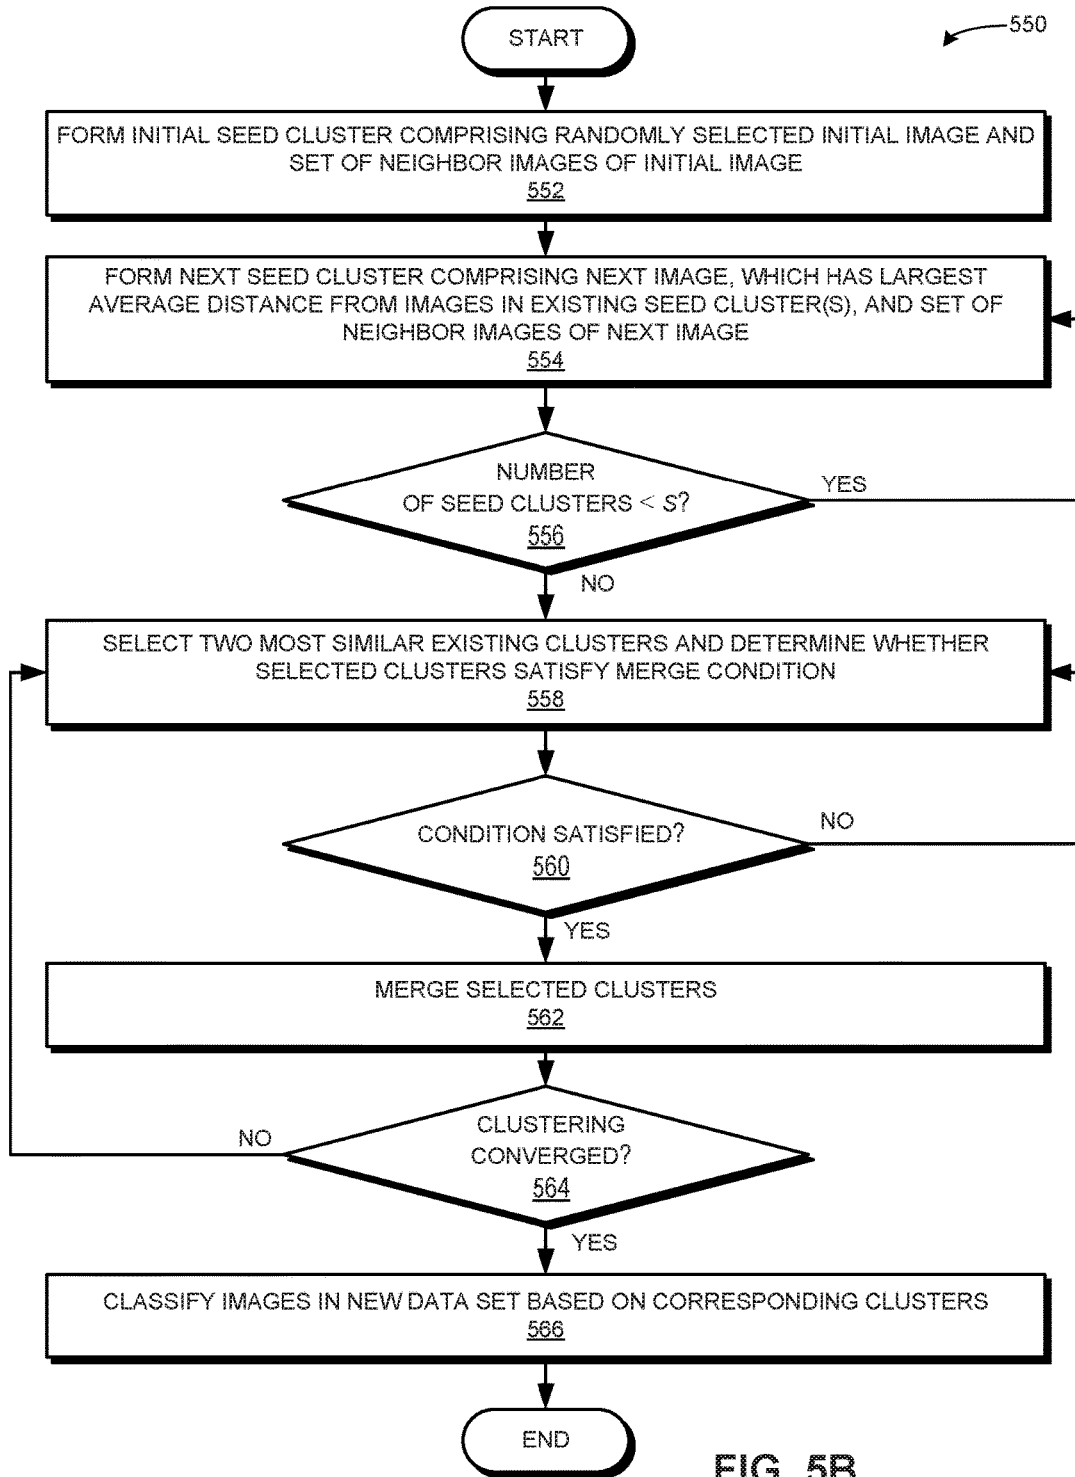 START
550
FORM INITIAL SEED CLUSTER COMPRISING RANDOMLY SELECTED INITIAL IMAGE AND
SET OF NEIGHBOR IMAGES OF INITIAL IMAGE
552
FORM NEXT SEED CLUSTER COMPRISING NEXT IMAGE, WHICH HAS LARGEST
AVERAGE DISTANCE FROM IMAGES IN EXISTING SEED CLUSTER(S), AND SET OF
NEIGHBOR IMAGES OF NEXT IMAGE
554
NUMBER
OF SEED CLUSTERS < S?
556
YES
NO
SELECT TWO MOST SIMILAR EXISTING CLUSTERS AND DETERMINE WHETHER
SELECTED CLUSTERS SATISFY MERGE CONDITION
558
CONDITION SATISFIED?
560
NO
YES
MERGE SELECTED CLUSTERS
562
CLUSTERING
CONVERGED?
564
NO
YES
CLASSIFY IMAGES IN NEW DATA SET BASED ON CORRESPONDING CLUSTERS
566
END
FIG. 5B